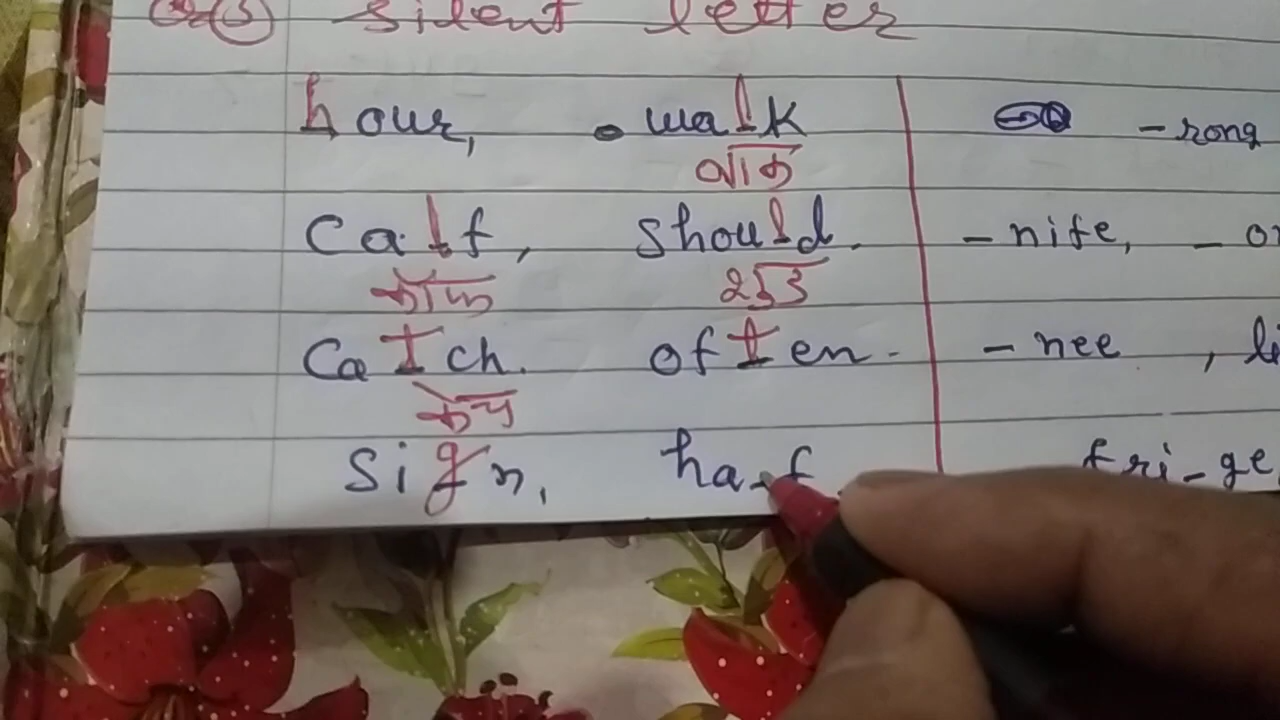 Silent letter
hour, walk - rong
काफ
calf, should. - nife,
catch. often - - nee ,
sign, ha-f fri-ge,